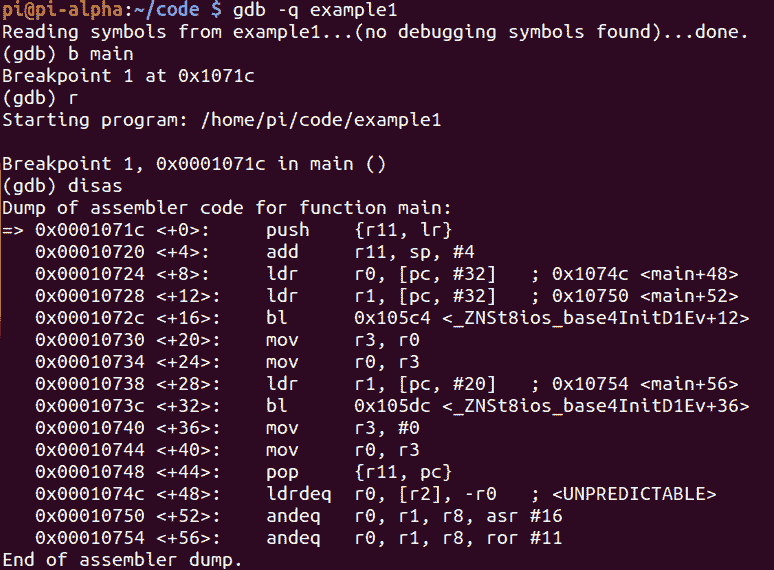 pi@pi-alpha:~/code $ gdb -q example1
Reading symbols from example1...(no debugging symbols found)...done.
(gdb) b main
Breakpoint 1 at 0x1071c
(gdb) r
Starting program: /home/pi/code/example1
Breakpoint 1, 0x0001071c in main ()
(gdb) disas
Dump of assembler code for function main:
=> 0x0001071c <+0>:     push    {r11, lr}
   0x00010720 <+4>:     add     r11, sp, #4
   0x00010724 <+8>:     ldr     r0, [pc, #32]   ; 0x1074c <main+48>
   0x00010728 <+12>:    ldr     r1, [pc, #32]   ; 0x10750 <main+52>
   0x0001072c <+16>:    bl      0x105c4 <_ZNSt8ios_base4InitD1Ev+12>
   0x00010730 <+20>:    mov     r3, r0
   0x00010734 <+24>:    mov     r0, r3
   0x00010738 <+28>:    ldr     r1, [pc, #20]   ; 0x10754 <main+56>
   0x0001073c <+32>:    bl      0x105dc <_ZNSt8ios_base4InitD1Ev+36>
   0x00010740 <+36>:    mov     r3, #0
   0x00010744 <+40>:    mov     r0, r3
   0x00010748 <+44>:    pop     {r11, pc}
   0x0001074c <+48>:    ldrdeq  r0, [r2], -r0   ; <UNPREDICTABLE>
   0x00010750 <+52>:    andeq   r0, r1, r8, asr #16
   0x00010754 <+56>:    andeq   r0, r1, r8, ror #11
End of assembler dump.